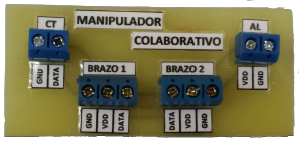 CT
MANIPULADOR
AL
COLABORATIVO
GND
DATA
BRAZO 1
BRAZO 2
VDD
GND
GND
VDD
DATA
DATA
VDD
GND